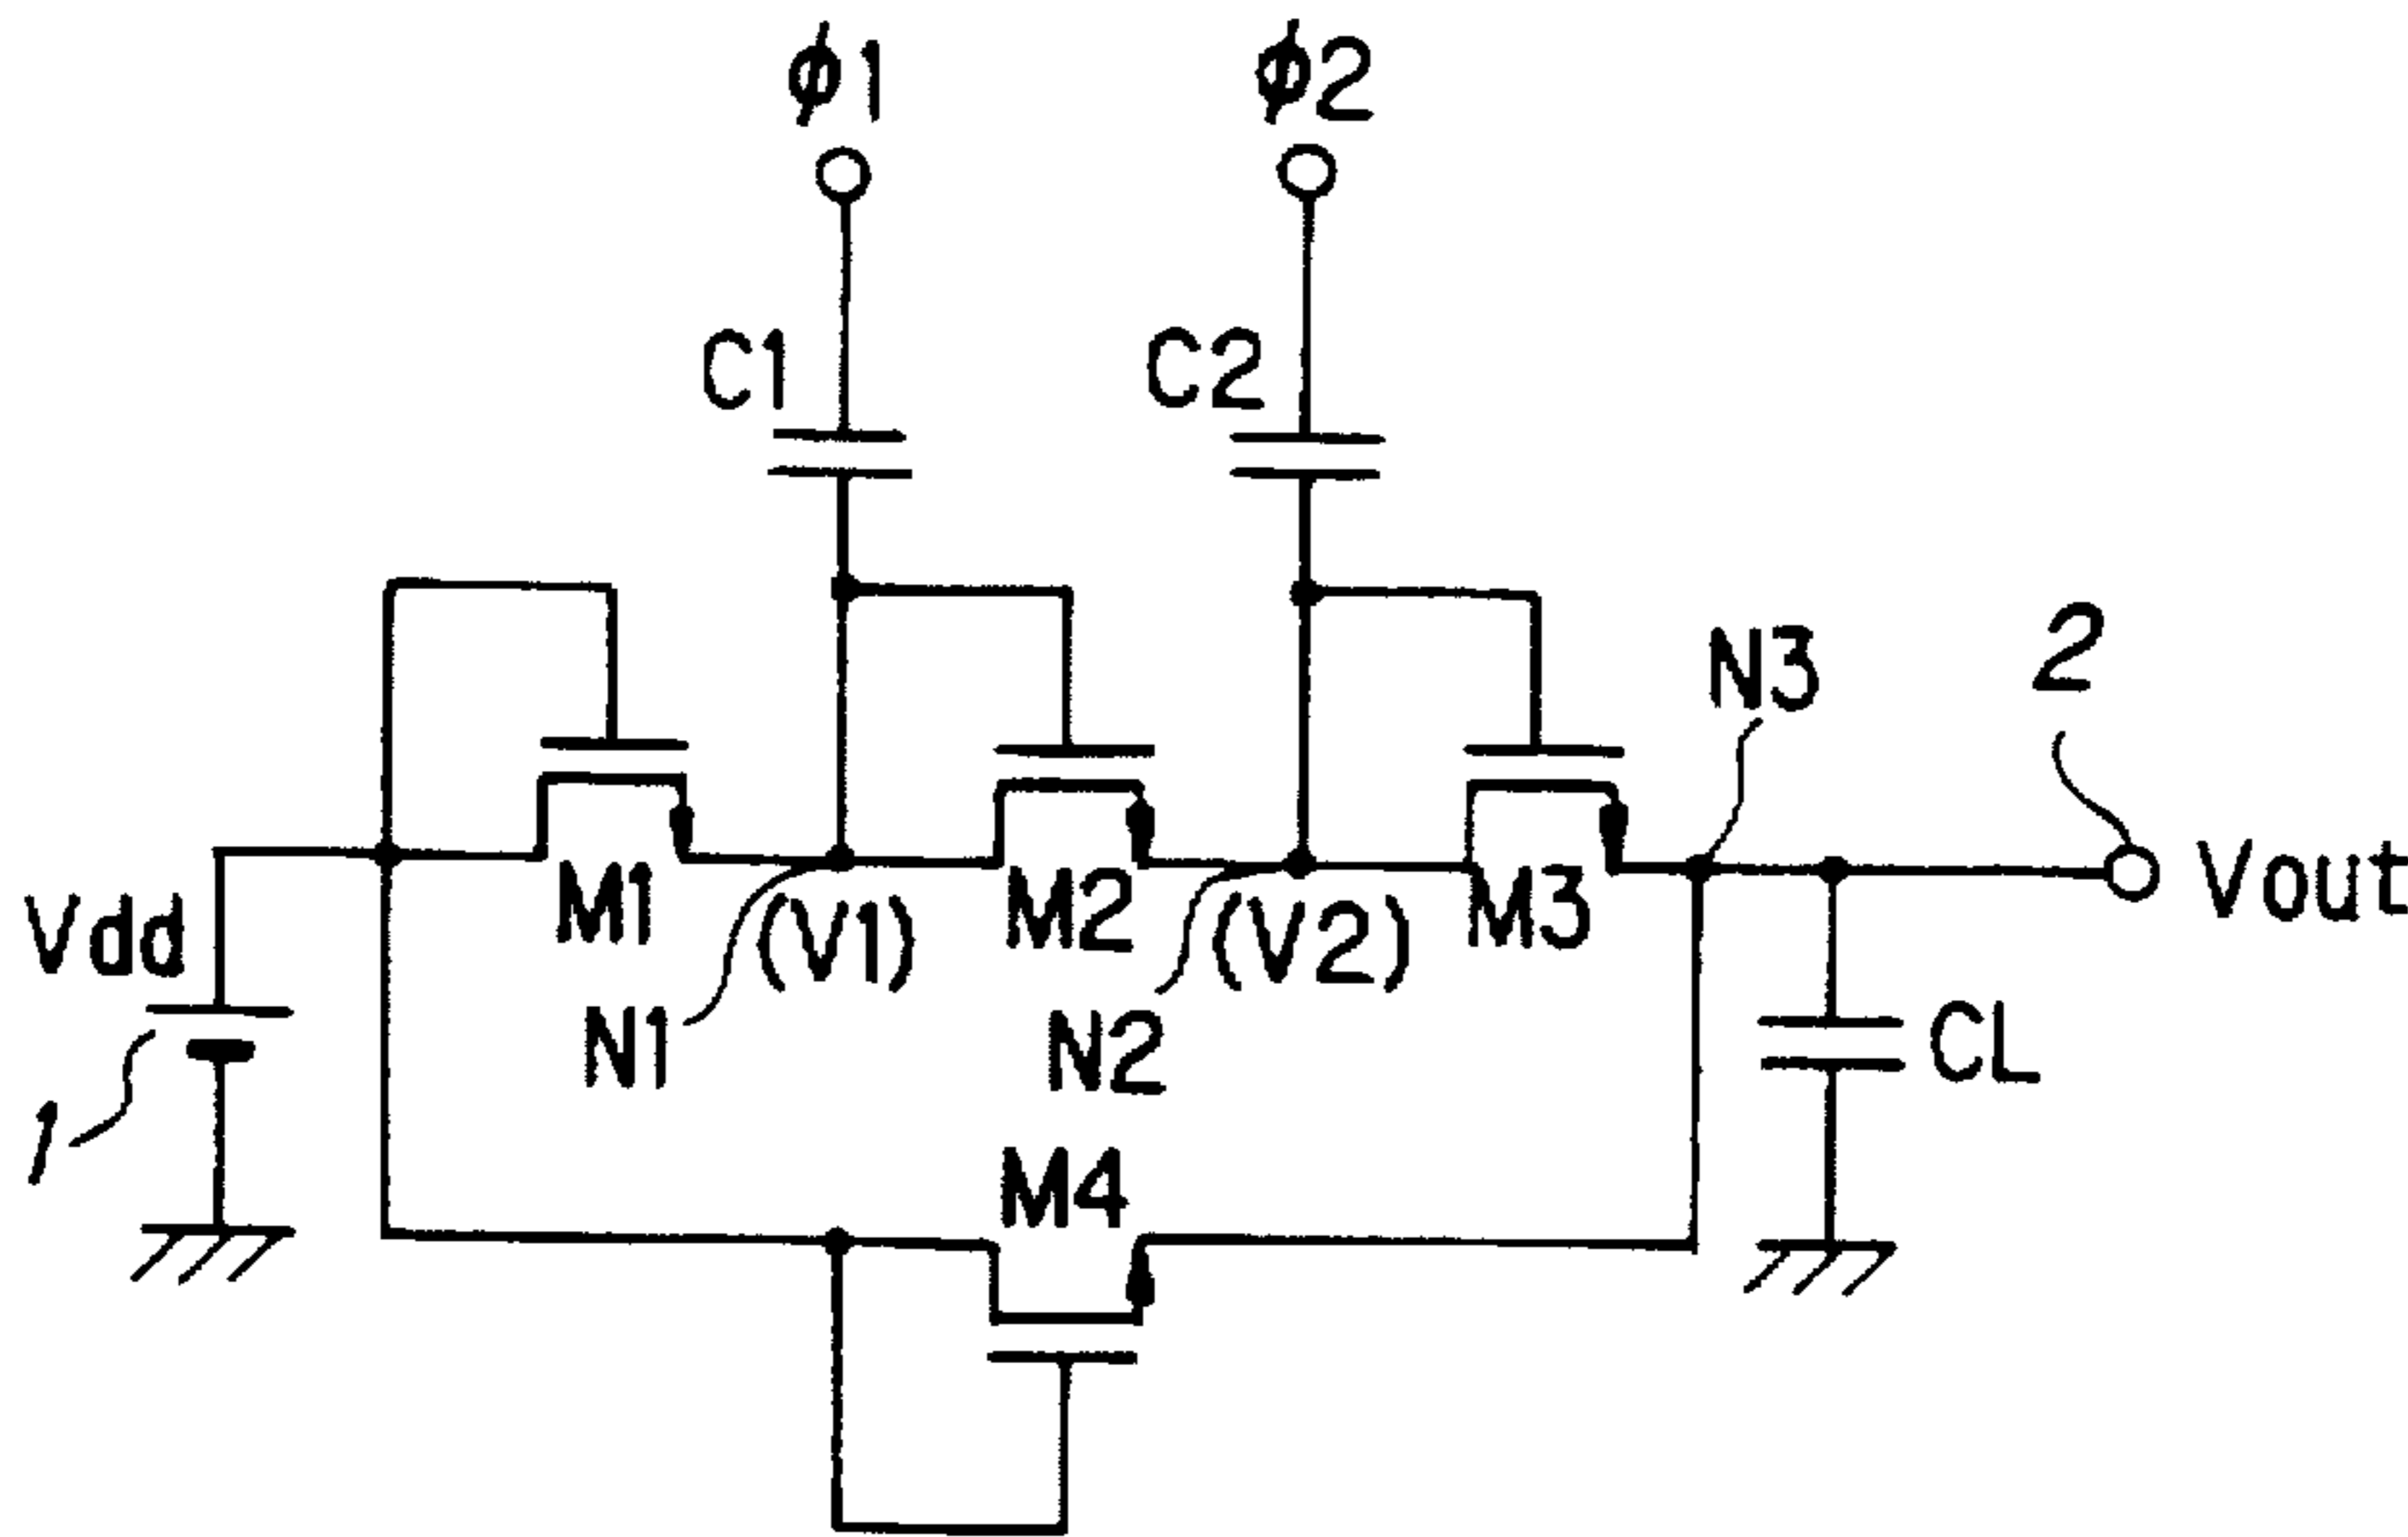 ϕ1 ϕ2
C1 C2
N3 2
M1 M2 M3
Vdd (V1) (V2) Vout
N1 N2 CL
1 M4